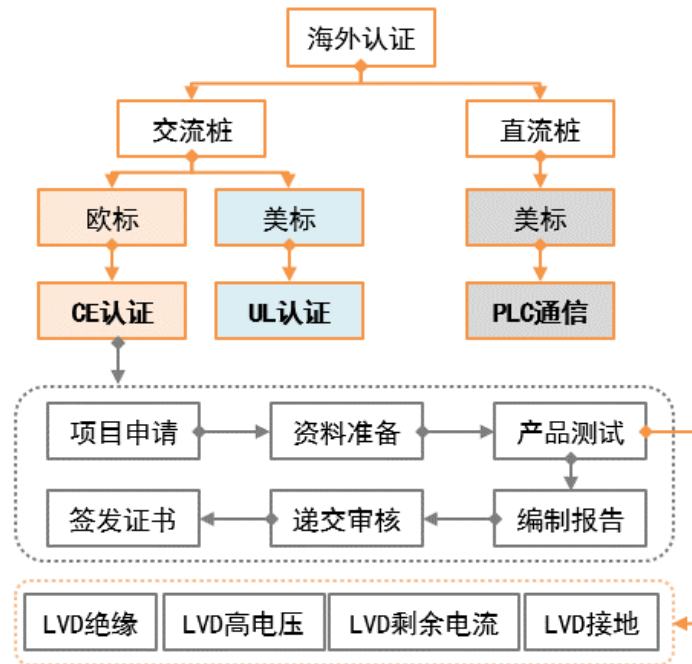 海外认证
交流桩
直流桩
欧标
美标
美标
CE认证
UL认证
PLC通信
项目申请
资料准备
产品测试
签发证书
递交审核
编制报告
LVD绝缘
LVD高电压
LVD剩余电流
LVD接地